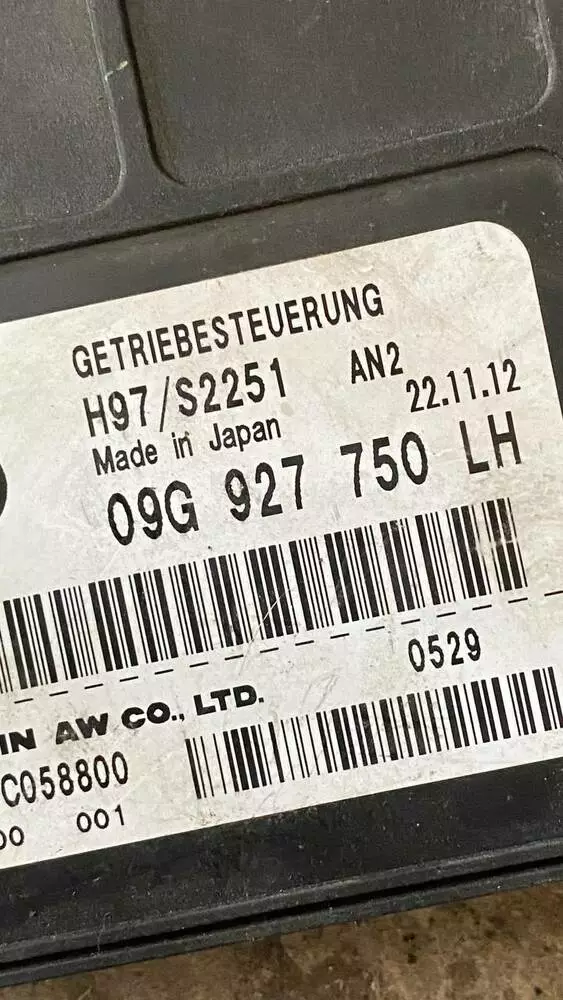 GETRIEBESTEUERUNG
H97/S2251 AN2
Made in Japan 22.11.12
09G 927 750 LH
0529
AW CO., LTD.
C058800
001